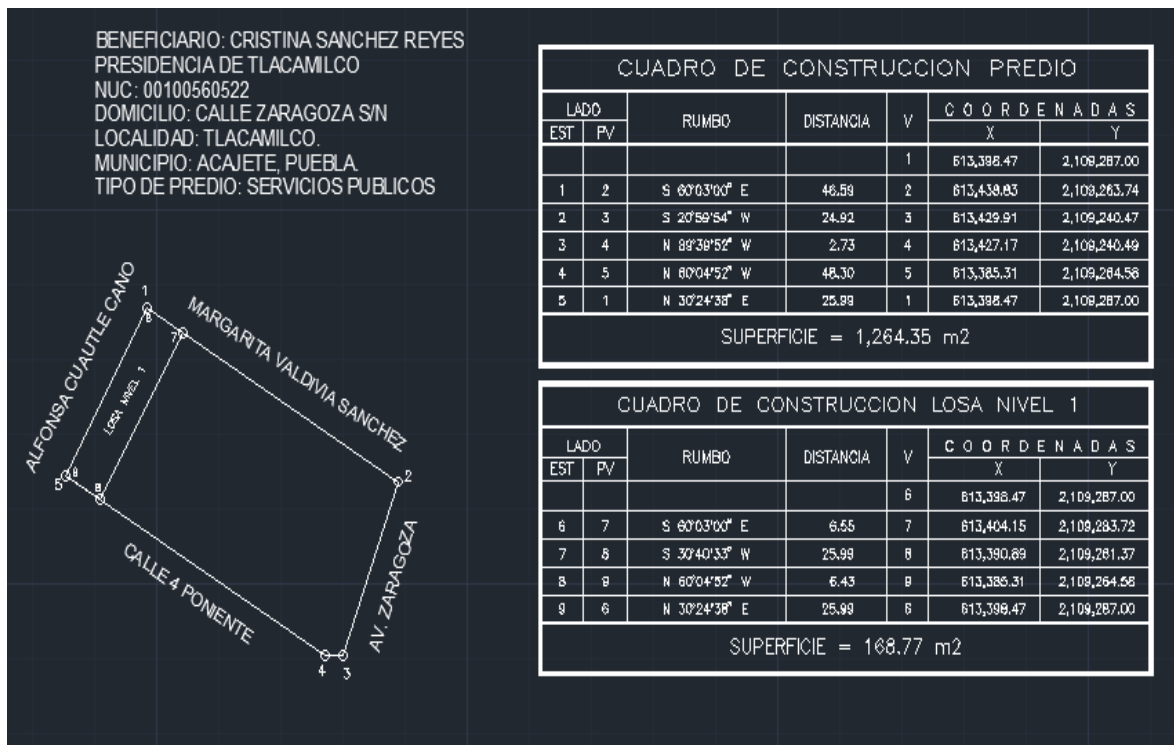 BENEFICIARIO: CRISTINA SANCHEZ REYES
PRESIDENCIA DE TLACAMILCO
NUC: 00100560522
DOMICILIO: CALLE ZARAGOZA S/N
LOCALIDAD: TLACAMILCO.
MUNICIPIO: ACAJETE, PUEBLA.
TIPO DE PREDIO: SERVICIOS PUBLICOS
1
6
7
2
3
4
5
9
8
ALFONSA CUAUTLE CANO
MARGARITA VALDIVIA SANCHEZ
LOSA NIVEL 1
CALLE 4 PONIENTE
AV. ZARAGOZA
CUADRO DE CONSTRUCCION PREDIO
LADO RUMBO DISTANCIA V COORDENADAS
EST PV X Y
1 613,398.47 2,109,287.00
1 2 S 60°03'00" E 46.59 2 613,438.83 2,109,263.74
2 3 S 20°59'54" W 24.92 3 613,429.91 2,109,240.47
3 4 N 89°39'52" W 2.73 4 613,427.17 2,109,240.49
4 5 N 60°04'52" W 48.30 5 613,385.31 2,109,264.58
5 1 N 30°24'38" E 25.99 1 613,398.47 2,109,287.00
SUPERFICIE = 1,264.35 m2
CUADRO DE CONSTRUCCION LOSA NIVEL 1
LADO RUMBO DISTANCIA V COORDENADAS
EST PV X Y
6 613,398.47 2,109,287.00
6 7 S 60°03'00" E 6.55 7 613,404.15 2,109,283.72
7 8 S 30°40'33" W 25.99 8 613,390.89 2,109,261.37
8 9 N 60°04'52" W 6.43 9 613,385.31 2,109,264.58
9 6 N 30°24'38" E 25.99 6 613,398.47 2,109,287.00
SUPERFICIE = 168.77 m2